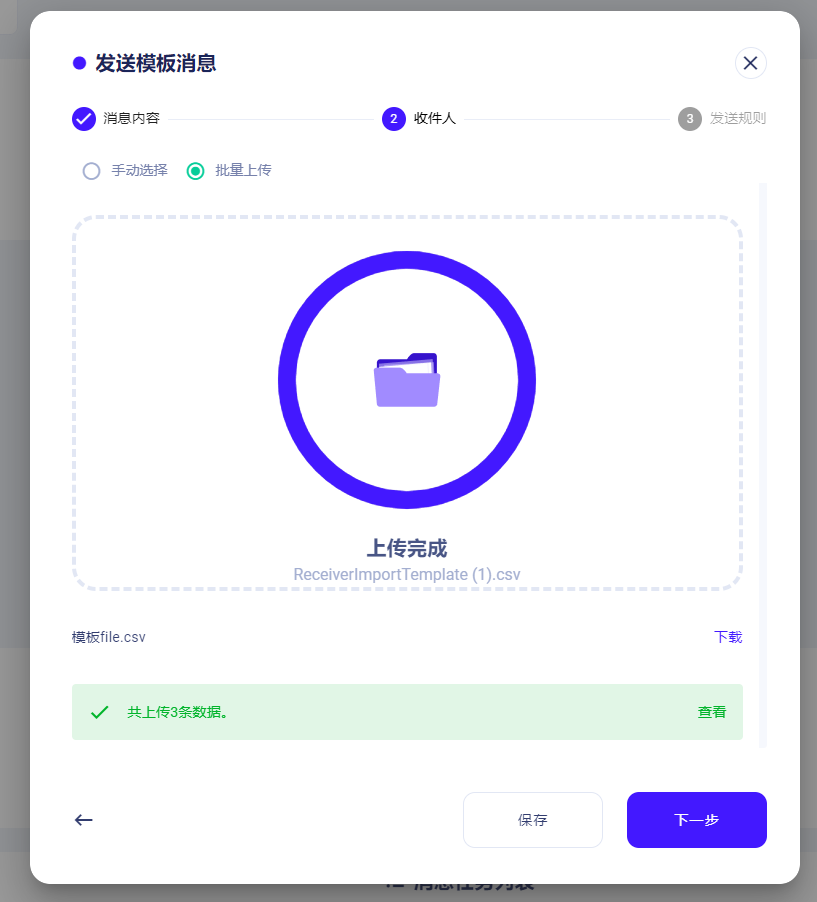 发送模板消息
消息内容
2 收件人
3 发送规则
手动选择 批量上传
上传完成
ReceiverImportTemplate (1).csv
模板file.csv 下载
共上传3条数据。 查看
保存 下一步